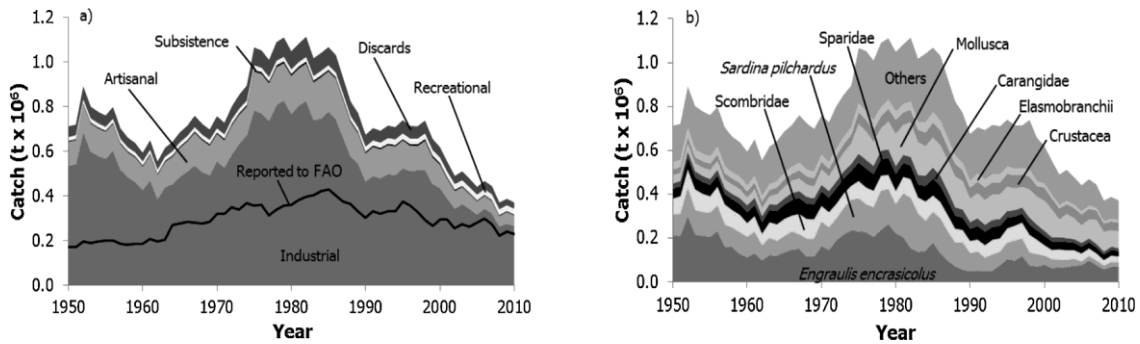 a)
Catch (t x 10⁶)
1.2
1.0
0.8
0.6
0.4
0.2
0.0
Subsistence
Discards
Artisanal
Recreational
Reported to FAO
Industrial
1950 1960 1970 1980 1990 2000 2010
Year
b)
Catch (t x 10⁶)
1.2
1.0
0.8
0.6
0.4
0.2
0.0
Sparidae
Mollusca
Sardina pilchardus
Others
Carangidae
Scombridae
Elasmobranchii
Crustacea
Engraulis encrasicolus
1950 1960 1970 1980 1990 2000 2010
Year